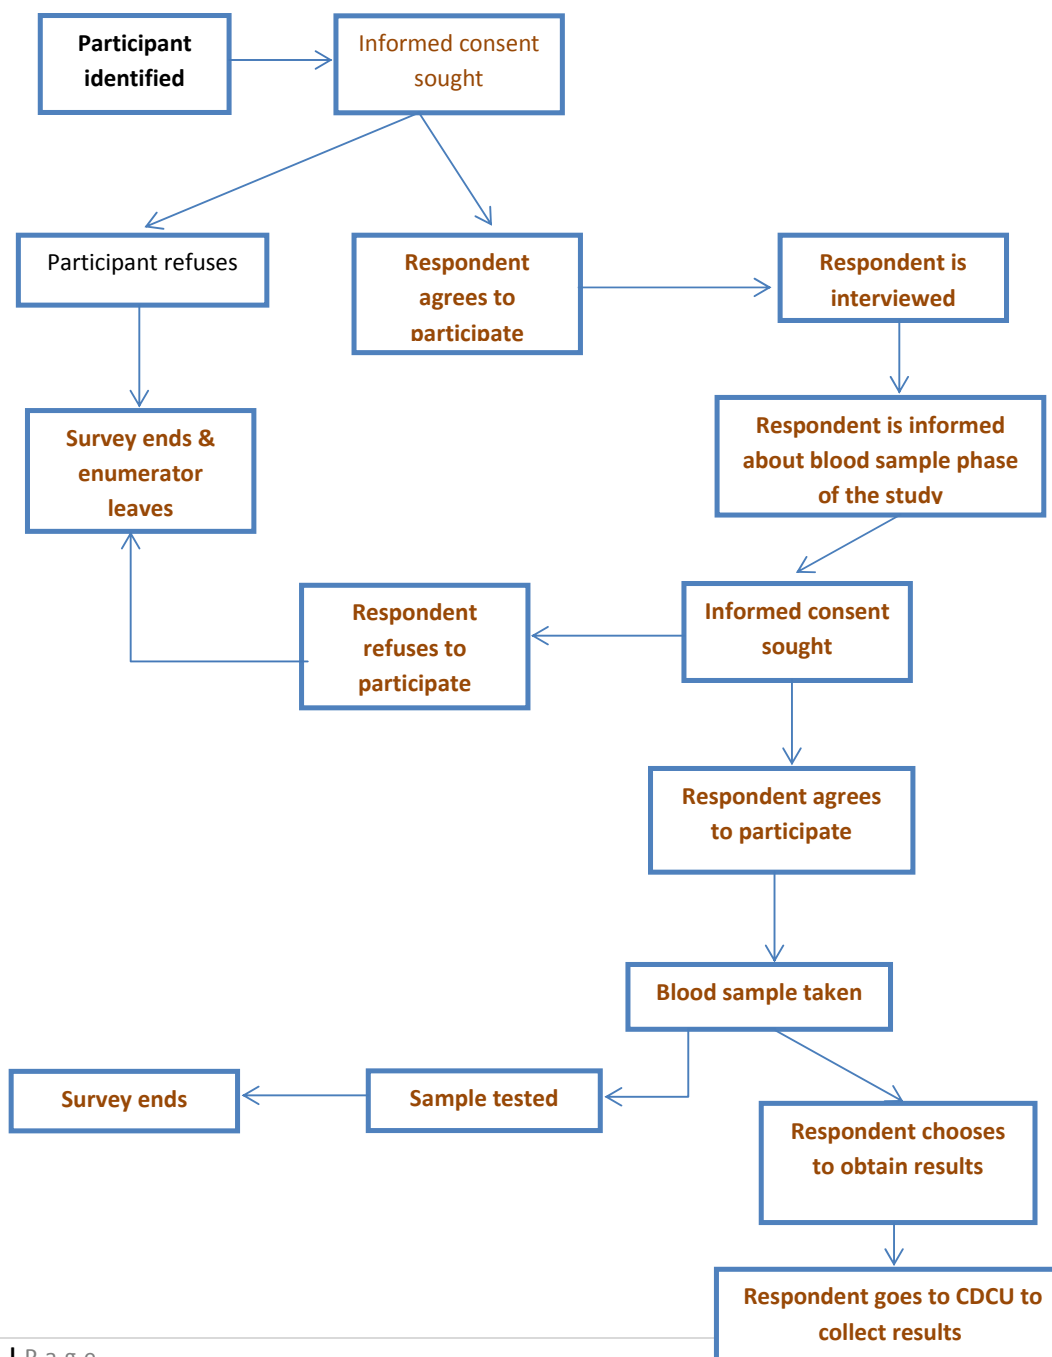 Participant
identified
Informed consent
sought
Participant refuses
Respondent
agrees to
participate
Respondent is
interviewed
Survey ends &
enumerator
leaves
Respondent is informed
about blood sample phase
of the study
Respondent
refuses to
participate
Informed consent
sought
Respondent agrees
to participate
Blood sample taken
Survey ends
Sample tested
Respondent chooses
to obtain results
Respondent goes to CDCU to
collect results
| P a g e